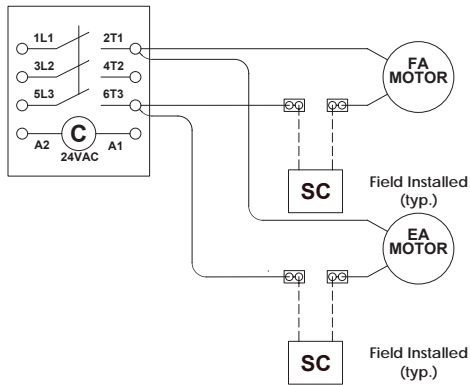 1L1 2T1
3L2 4T2
5L3 6T3
A2 C A1
24VAC
FA
MOTOR
SC
Field Installed
(typ.)
EA
MOTOR
SC
Field Installed
(typ.)